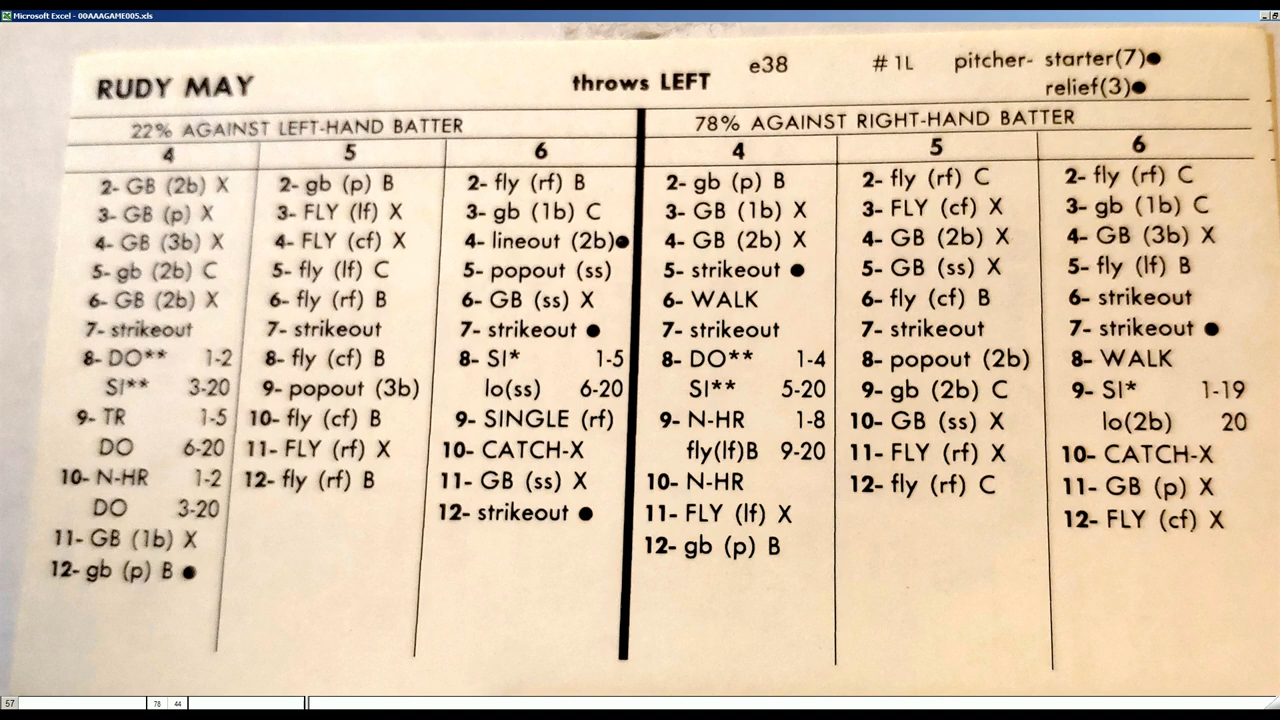 Microsoft Excel - 00AAAGAME005.xls
RUDY MAY throws LEFT e38 # 1L pitcher- starter(7)●
relief(3)●
22% AGAINST LEFT-HAND BATTER
4
2- GB (2b) X
3- GB (p) X
4- GB (3b) X
5- gb (2b) C
6- GB (2b) X
7- strikeout
8- DO** 1-2
SI** 3-20
9- TR 1-5
DO 6-20
10- N-HR 1-2
DO 3-20
11- GB (1b) X
12- gb (p) B ●
5
2- gb (p) B
3- FLY (lf) X
4- FLY (cf) X
5- fly (lf) C
6- fly (rf) B
7- strikeout
8- fly (cf) B
9- popout (3b)
10- fly (cf) B
11- FLY (rf) X
12- fly (rf) B
6
2- fly (rf) B
3- gb (1b) C
4- lineout (2b)●
5- popout (ss)
6- GB (ss) X
7- strikeout ●
8- SI* 1-5
lo(ss) 6-20
9- SINGLE (rf)
10- CATCH-X
11- GB (ss) X
12- strikeout ●
78% AGAINST RIGHT-HAND BATTER
4
2- gb (p) B
3- GB (1b) X
4- GB (2b) X
5- strikeout ●
6- WALK
7- strikeout
8- DO** 1-4
SI** 5-20
9- N-HR 1-8
fly(lf)B 9-20
10- N-HR
11- FLY (lf) X
12- gb (p) B
5
2- fly (rf) C
3- FLY (cf) X
4- GB (2b) X
5- GB (ss) X
6- fly (cf) B
7- strikeout
8- popout (2b)
9- gb (2b) C
10- GB (ss) X
11- FLY (rf) X
12- fly (rf) C
6
2- fly (rf) C
3- gb (1b) C
4- GB (3b) X
5- fly (lf) B
6- strikeout
7- strikeout ●
8- WALK
9- SI* 1-19
lo(2b) 20
10- CATCH-X
11- GB (p) X
12- FLY (cf) X
57 78 44